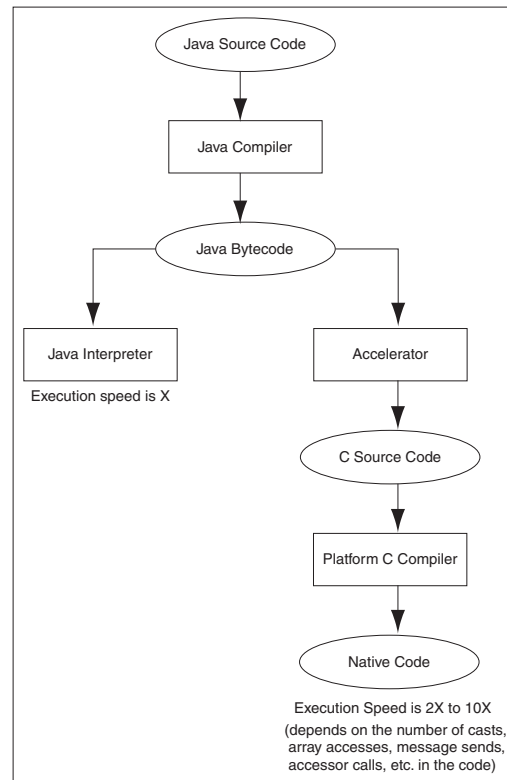 Java Source Code
Java Compiler
Java Bytecode
Java Interpreter
Execution speed is X
Accelerator
C Source Code
Platform C Compiler
Native Code
Execution Speed is 2X to 10X
(depends on the number of casts,
array accesses, message sends,
accessor calls, etc. in the code)